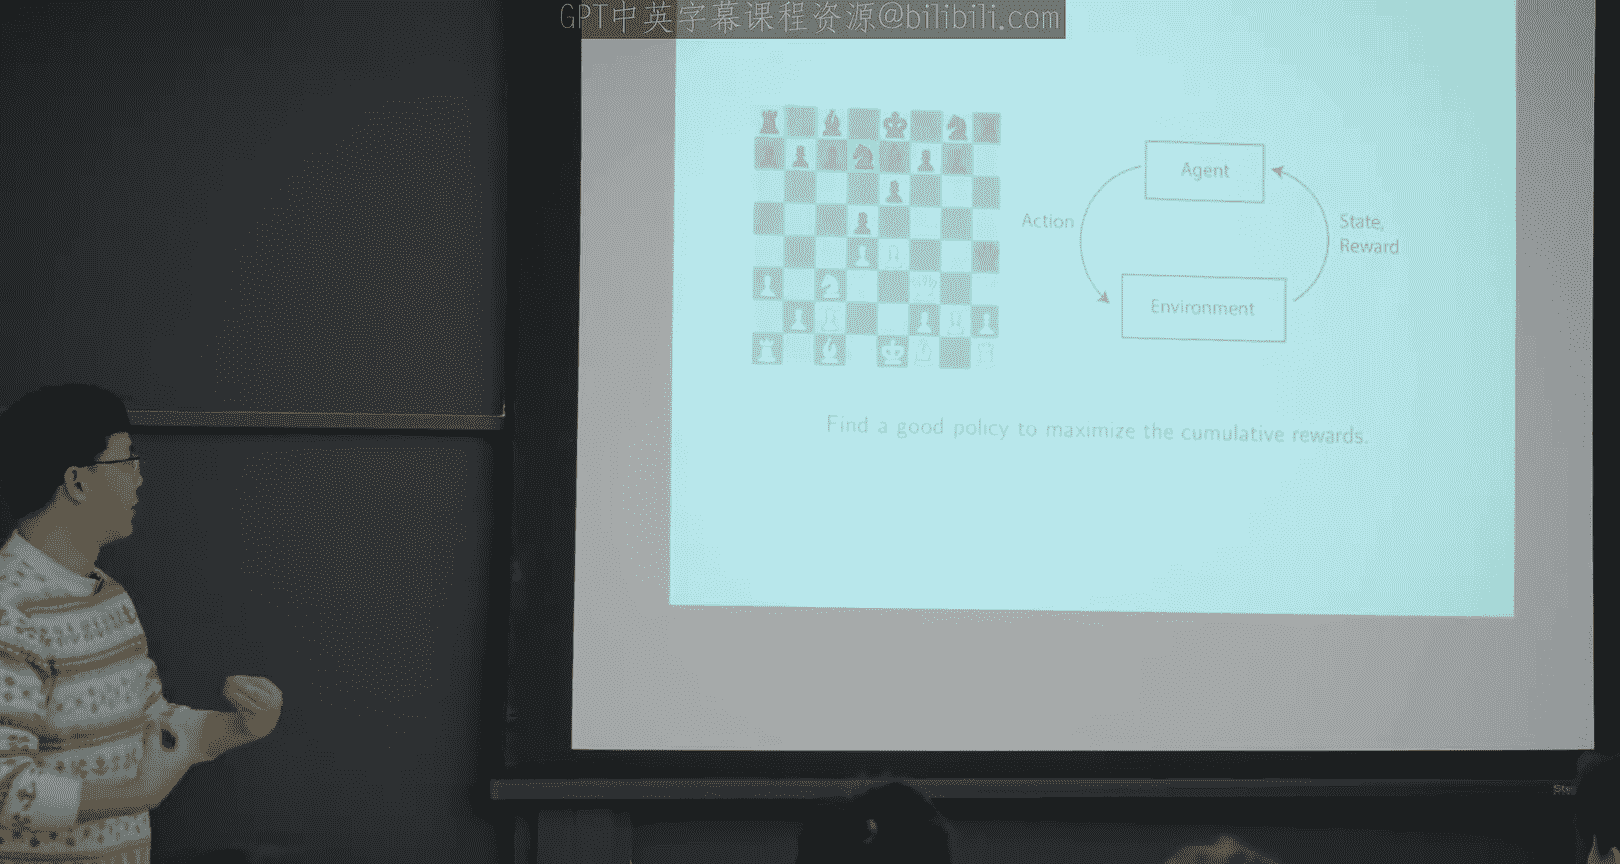 GPT中英字幕课程资源@bilibili.com
Agent
Action
State,
Reward
Environment
Find a good policy to maximize the cumulative rewards.